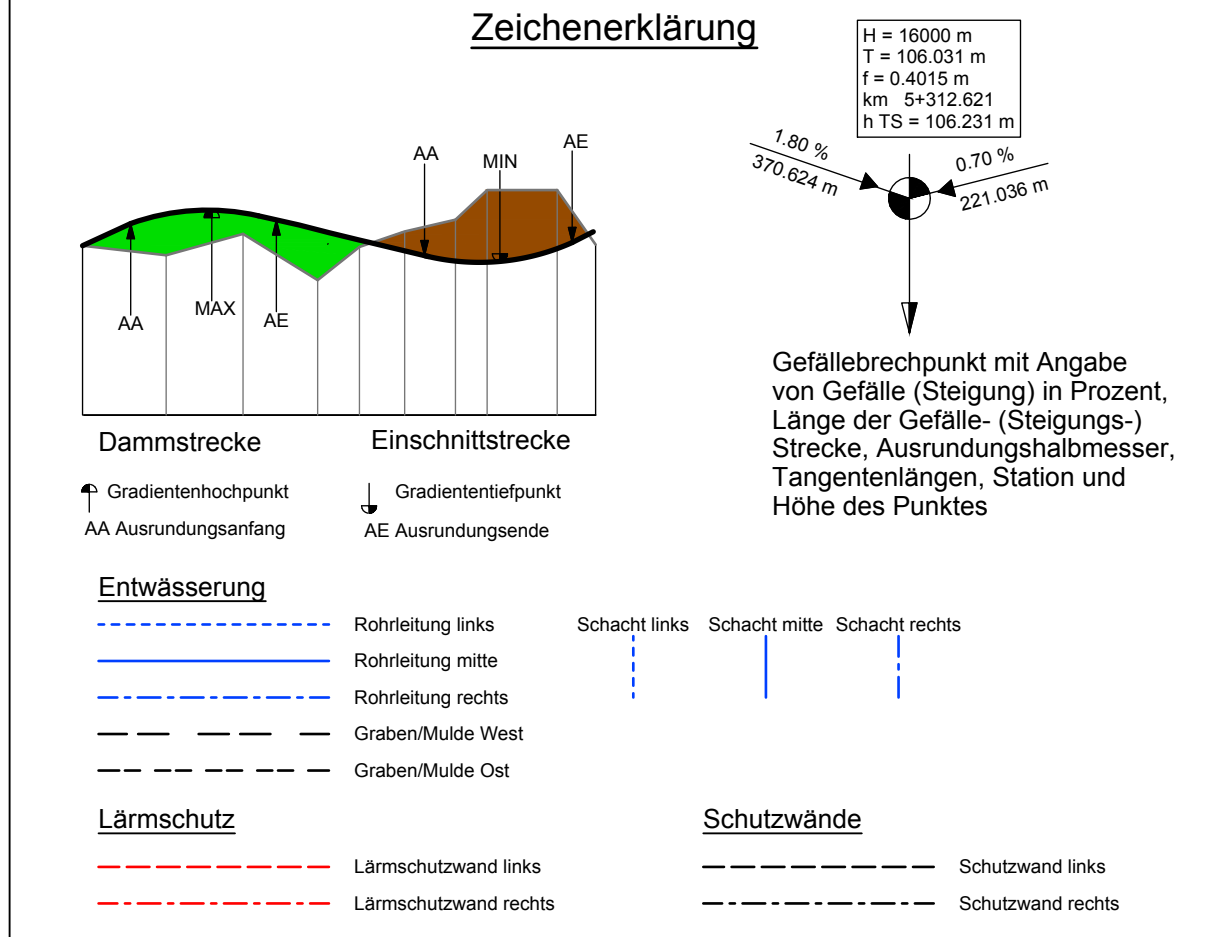 Zeichenerklärung
H = 16000 m
T = 106.031 m
f = 0.4015 m
km 5+312.621
h TS = 106.231 m
1.80 %
370.624 m
0.70 %
221.036 m
AA
MIN
AE
AA
MAX
AE
Gefällebrechpunkt mit Angabe
von Gefälle (Steigung) in Prozent,
Länge der Gefälle- (Steigungs-)
Strecke, Ausrundungshalbmesser,
Tangentenlängen, Station und
Höhe des Punktes
Dammstrecke
Einschnittstrecke
Gradientenhochpunkt
Gradiententiefpunkt
AA Ausrundungsanfang
AE Ausrundungsende
Entwässerung
Rohrleitung links
Rohrleitung mitte
Rohrleitung rechts
Graben/Mulde West
Graben/Mulde Ost
Schacht links
Schacht mitte
Schacht rechts
Lärmschutz
Lärmschutzwand links
Lärmschutzwand rechts
Schutzwände
Schutzwand links
Schutzwand rechts